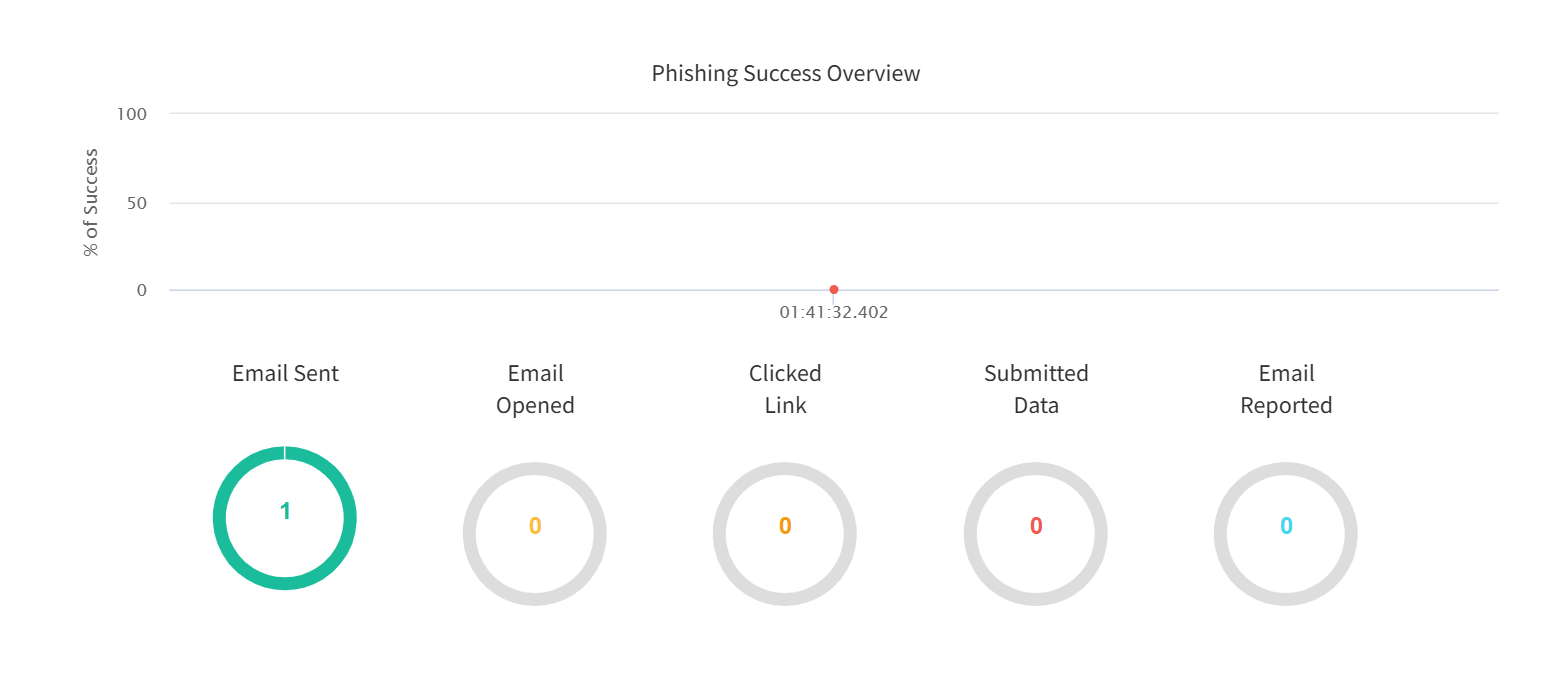 Phishing Success Overview
100
% of Success
50
0
01:41:32.402
Email Sent
Email
Opened
Clicked
Link
Submitted
Data
Email
Reported
1
0
0
0
0